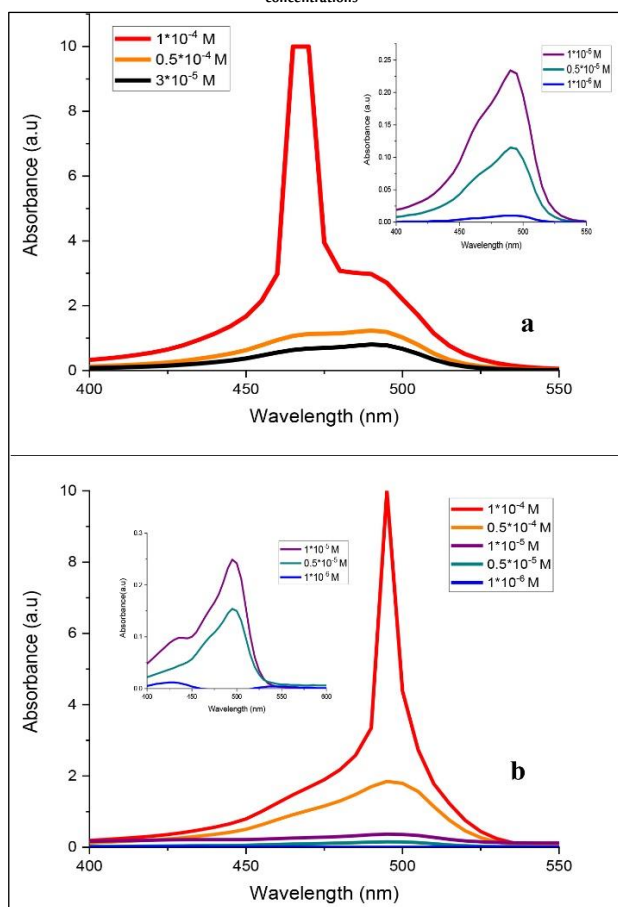 concentrations
10
8
6
4
2
0
Absorbance (a.u)
1*10⁻⁴ M
0.5*10⁻⁴ M
3*10⁻⁵ M
0.25
0.20
0.15
0.10
0.05
0.00
Absorbance (a.u)
1*10⁻⁵ M
0.5*10⁻⁵ M
1*10⁻⁶ M
400 450 500 550
Wavelength (nm)
a
400 450 500 550
Wavelength (nm)
10
8
6
4
2
0
Absorbance (a.u)
0.3
0.2
0.1
0.0
Absorbance(a.u)
1*10⁻⁵ M
0.5*10⁻⁵ M
1*10⁻⁶ M
400 450 500 550 600
Wavelength (nm)
1*10⁻⁴ M
0.5*10⁻⁴ M
1*10⁻⁵ M
0.5*10⁻⁵ M
1*10⁻⁶ M
b
400 450 500 550
Wavelength (nm)